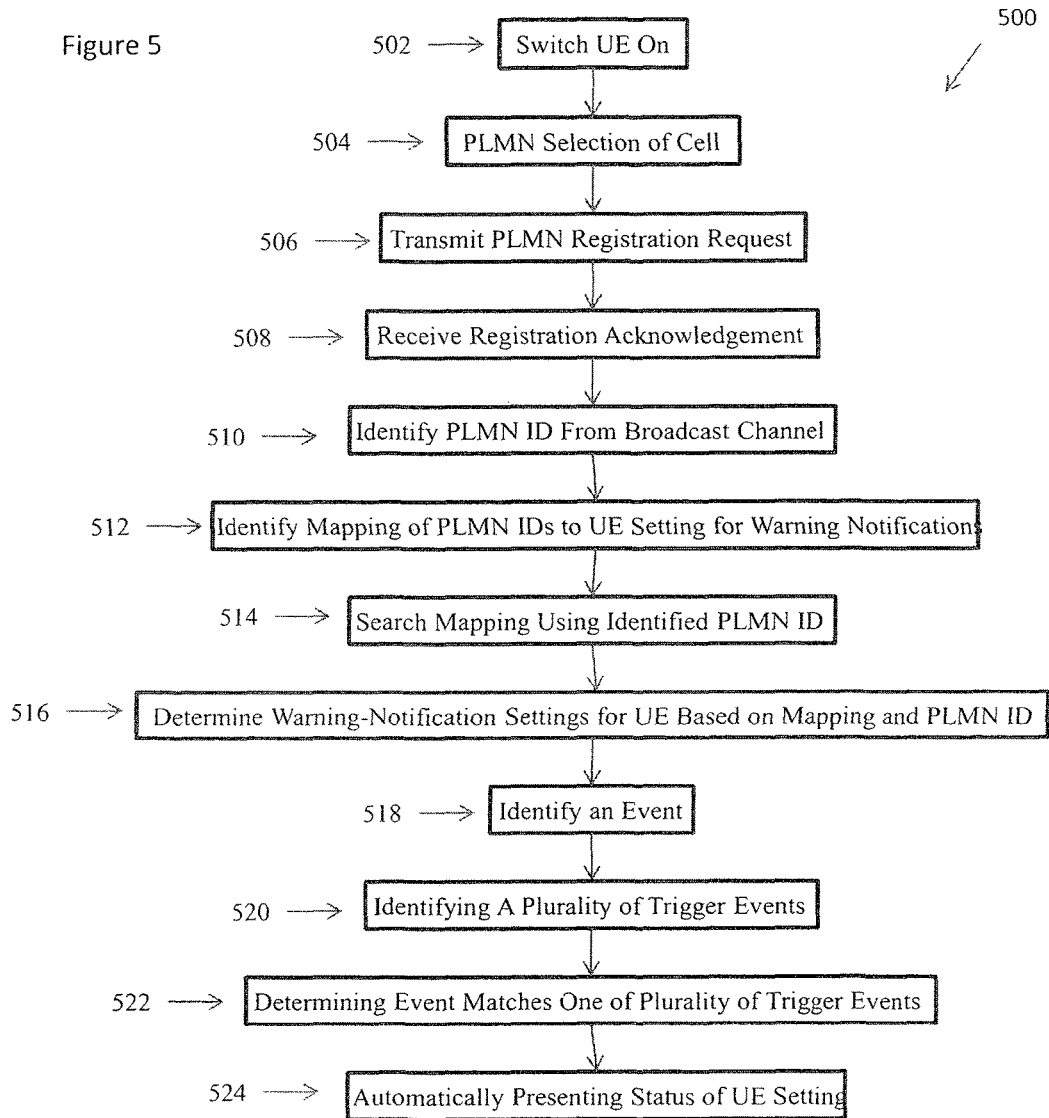 Figure 5
500
502 Switch UE On
504 PLMN Selection of Cell
506 Transmit PLMN Registration Request
508 Receive Registration Acknowledgement
510 Identify PLMN ID From Broadcast Channel
512 Identify Mapping of PLMN IDs to UE Setting for Warning Notifications
514 Search Mapping Using Identified PLMN ID
516 Determine Warning-Notification Settings for UE Based on Mapping and PLMN ID
518 Identify an Event
520 Identifying A Plurality of Trigger Events
522 Determining Event Matches One of Plurality of Trigger Events
524 Automatically Presenting Status of UE Setting